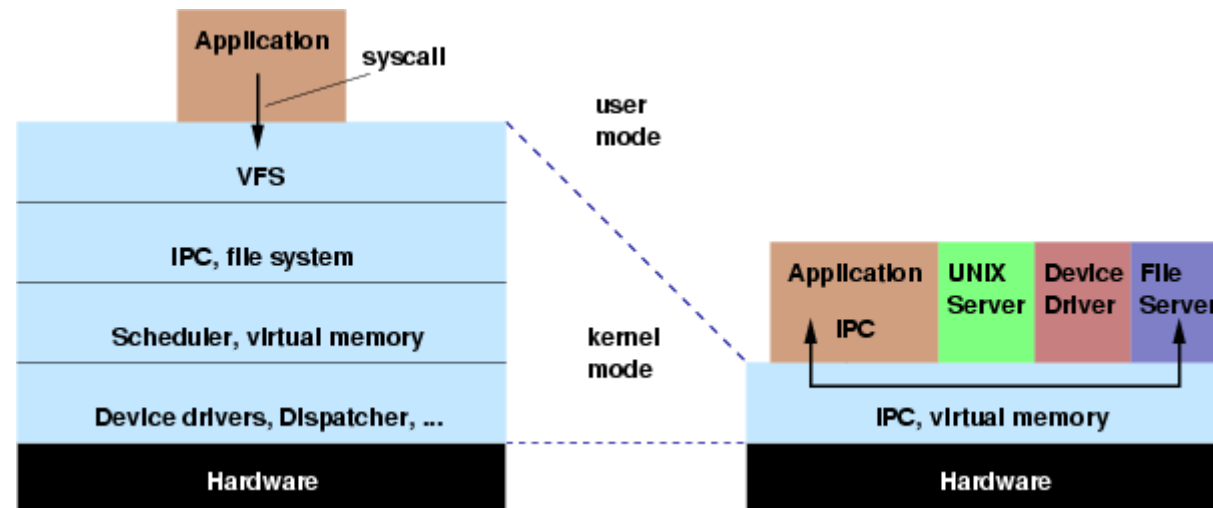 Application
syscall
VFS
IPC, file system
Scheduler, virtual memory
Device drivers, Dispatcher, ...
Hardware
user
mode
kernel
mode
Application
IPC
UNIX
Server
Device
Driver
File
Server
IPC, virtual memory
Hardware